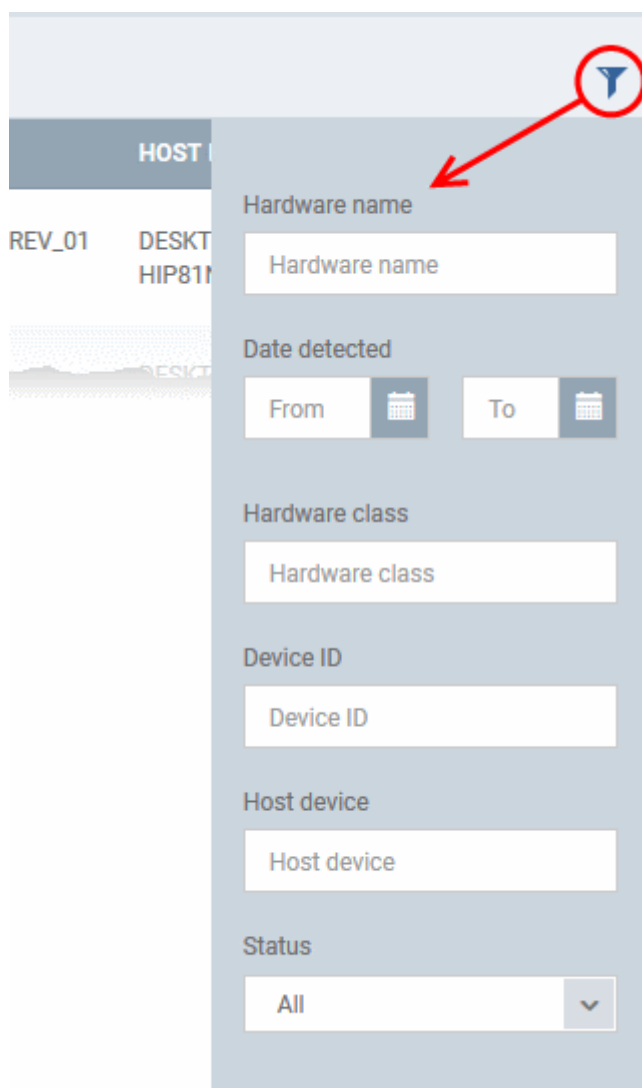 HOST
Hardware name
REV_01 DESKT
Hardware name
HIP81
Date detected
DESKT
From To
Hardware class
Hardware class
Device ID
Device ID
Host device
Host device
Status
All